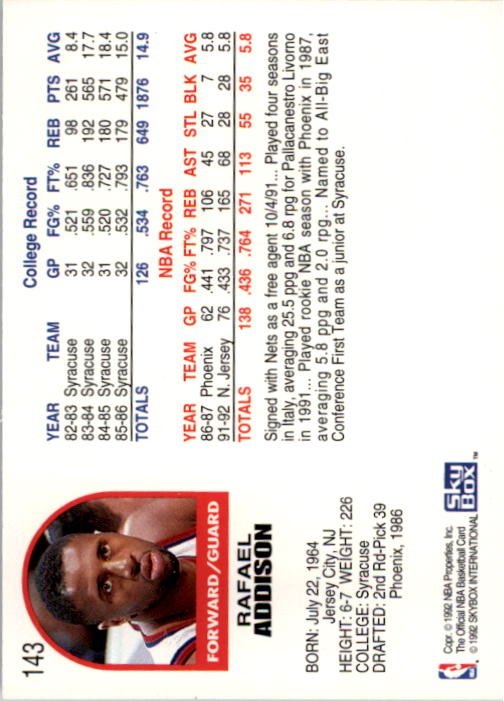 143
FORWARD/GUARD
RAFAEL
ADDISON
BORN: July 22, 1964
Jersey City, NJ
HEIGHT: 6-7 WEIGHT: 226
COLLEGE: Syracuse
DRAFTED: 2nd Rd-Pick 39
Phoenix, 1986
College Record
YEAR TEAM GP FG% FT% REB PTS AVG
82-83 Syracuse 31 .521 .651 98 261 8.4
83-84 Syracuse 32 .559 .836 192 565 17.7
84-85 Syracuse 31 .520 .727 180 571 18.4
85-86 Syracuse 32 .532 .793 179 479 15.0
TOTALS 126 .534 .763 649 1876 14.9
NBA Record
YEAR TEAM GP FG% FT% REB AST STL BLK AVG
86-87 Phoenix 62 .441 .797 106 45 27 7 5.8
91-92 N. Jersey 76 .433 .737 165 68 28 28 5.8
TOTALS 138 .436 .764 271 113 55 35 5.8
Signed with Nets as a free agent 10/4/91... Played four seasons
in Italy, averaging 25.5 ppg and 6.8 rpg for Pallacanestro Livorno
in 1991... Played rookie NBA season with Phoenix in 1987,
averaging 5.8 ppg and 2.0 rpg... Named to All-Big East
Conference First Team as a junior at Syracuse.
Copr. © 1992 NBA Properties, Inc.
The Official NBA Basketball Card
© 1992 SKYBOX INTERNATIONAL
SKY
BOX
™